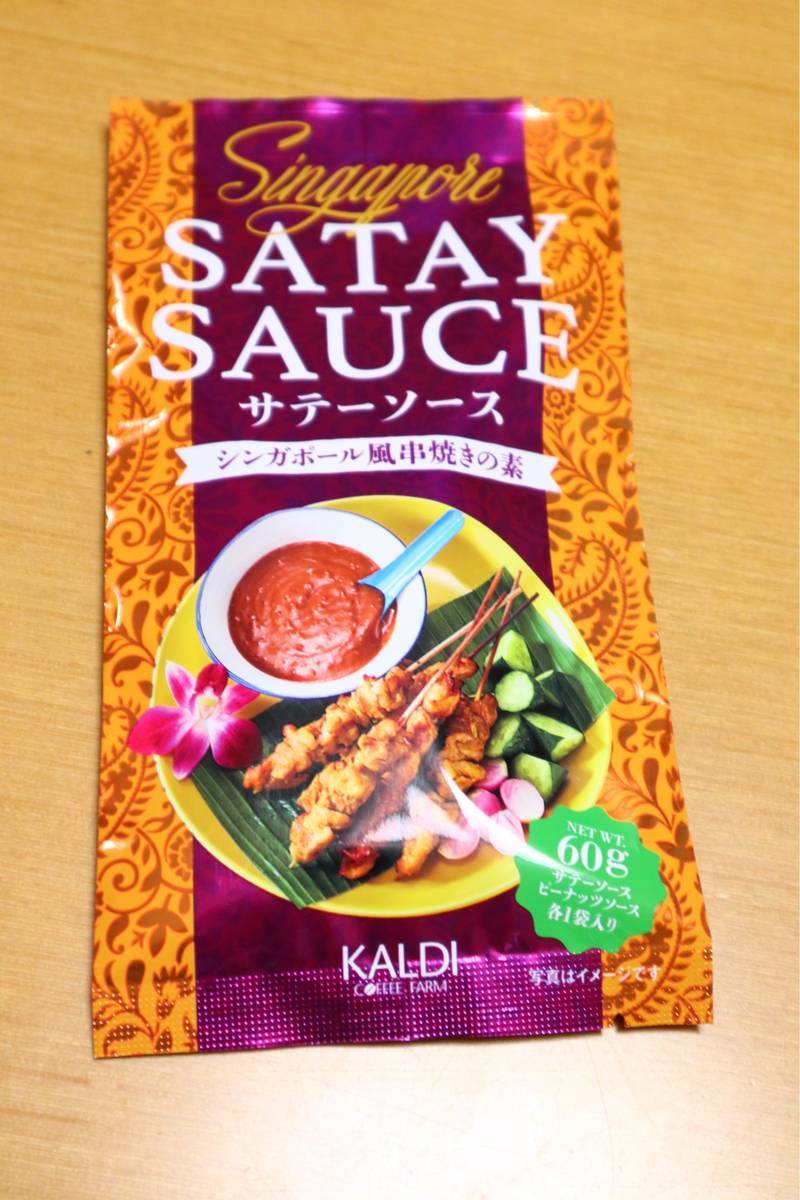 Singapore
SATAY
SAUCE
サテーソース
シンガポール風串焼きの素
NET WT.
60g
サテーソース
ピーナッツソース
各1袋入り
KALDI
COFFEE FARM
写真はイメージです